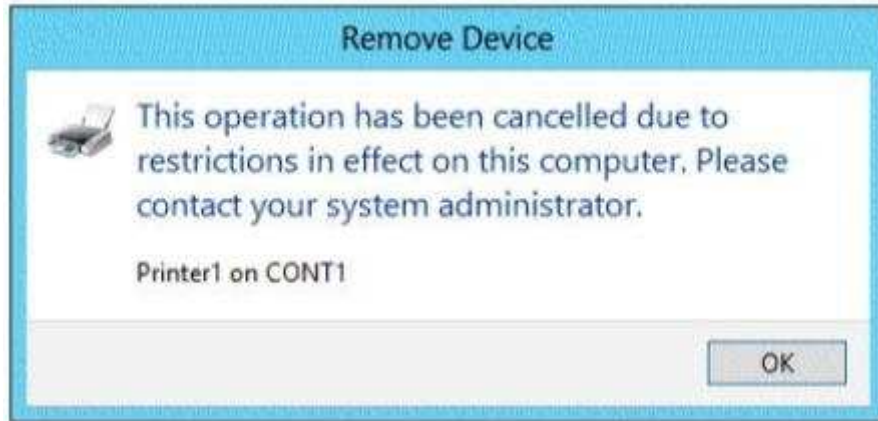 Remove Device
This operation has been cancelled due to
restrictions in effect on this computer. Please
contact your system administrator.
Printer1 on CONT1
OK